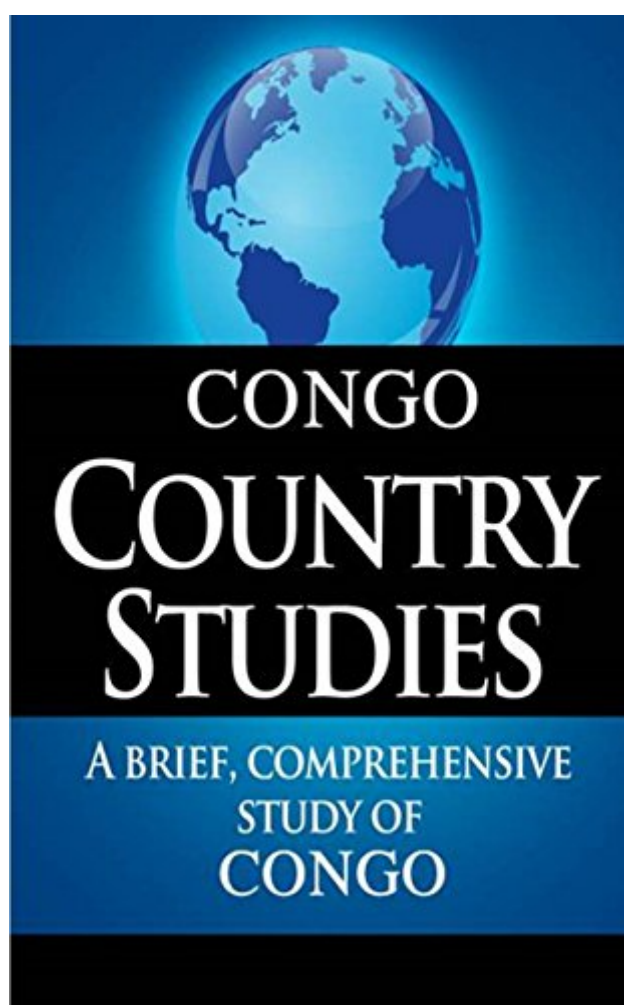 CONGO
COUNTRY
STUDIES
A BRIEF, COMPREHENSIVE
STUDY OF
CONGO